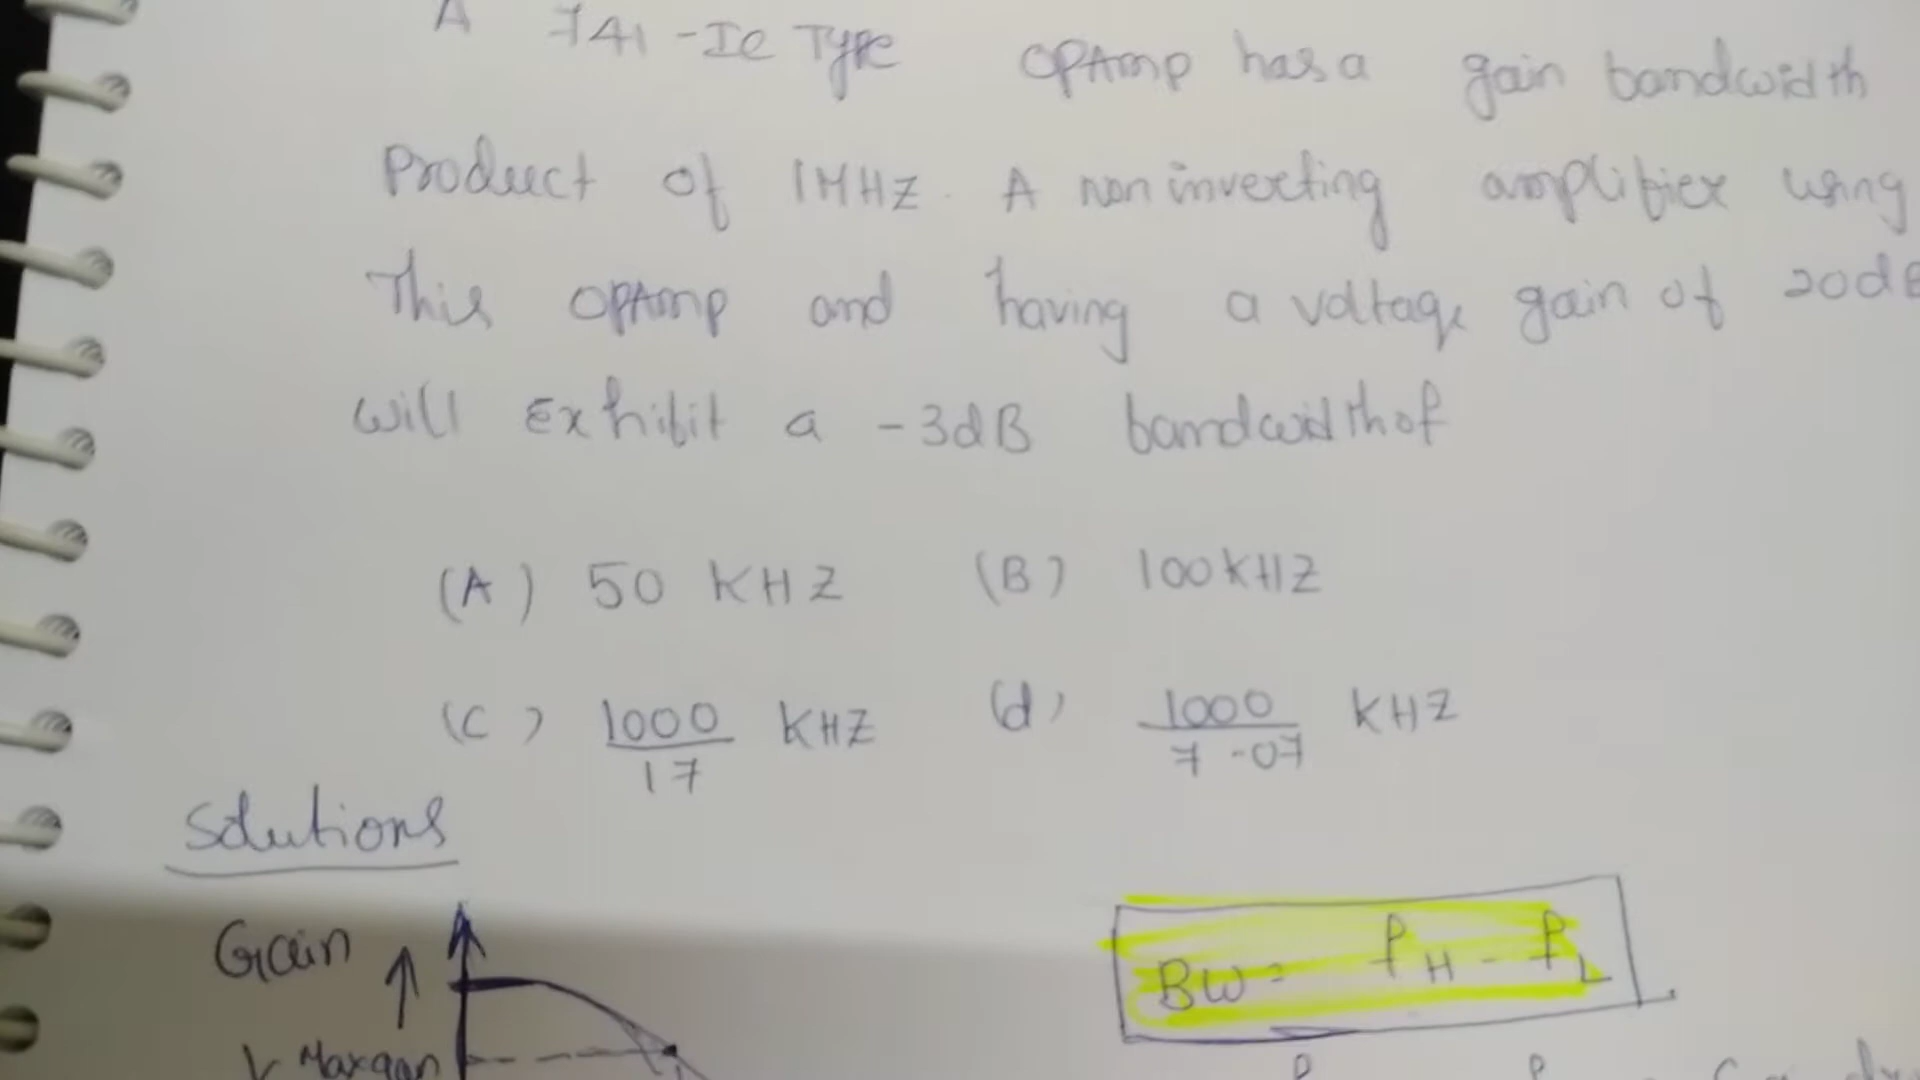 A 741-IC Type OPAmp has a gain bandwidth
Product of 1MHZ. A non inverting amplifier using
This OPAmp and having a voltage gain of 20dB
will Exhibit a -3dB bandwidth of
(A) 50 KHZ (B) 100KHZ
(C) 1000/17 KHZ (d) 1000/7.07 KHZ
Solutions
Gain ↑
BW = fH - fL
Max gain